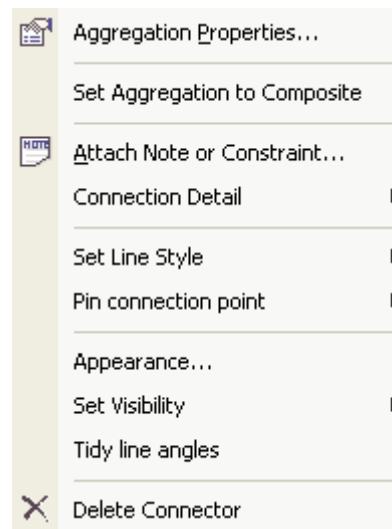 Aggregation Properties...
Set Aggregation to Composite
NOTE
Attach Note or Constraint...
Connection Detail
Set Line Style
Pin connection point
Appearance...
Set Visibility
Tidy line angles
Delete Connector